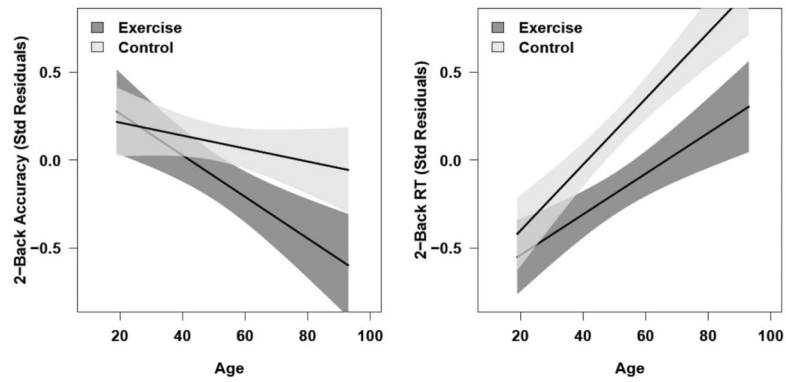 Exercise
Control
2−Back Accuracy (Std Residuals)
0.5
0.0
−0.5
20 40 60 80 100
Age
Exercise
Control
2−Back RT (Std Residuals)
0.5
0.0
−0.5
20 40 60 80 100
Age